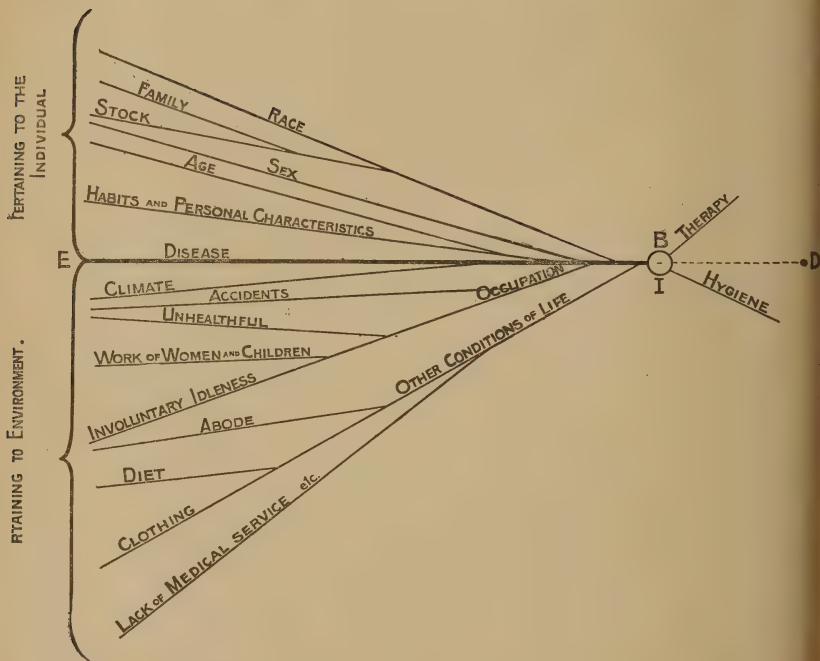 PERTAINING TO THE
INDIVIDUAL
FAMILY
RACE
STOCK
AGE
SEX
HABITS AND PERSONAL CHARACTERISTICS
E
DISEASE
CLIMATE
ACCIDENTS
UNHEALTHFUL
OCCUPATION
WORK OF WOMEN AND CHILDREN
INVOLUNTARY IDLENESS
ABODE
OTHER CONDITIONS OF LIFE
DIET
CLOTHING
LACK OF MEDICAL SERVICE etc.
RTAINING TO ENVIRONMENT.
B
I
THERAPY
D
HYGIENE